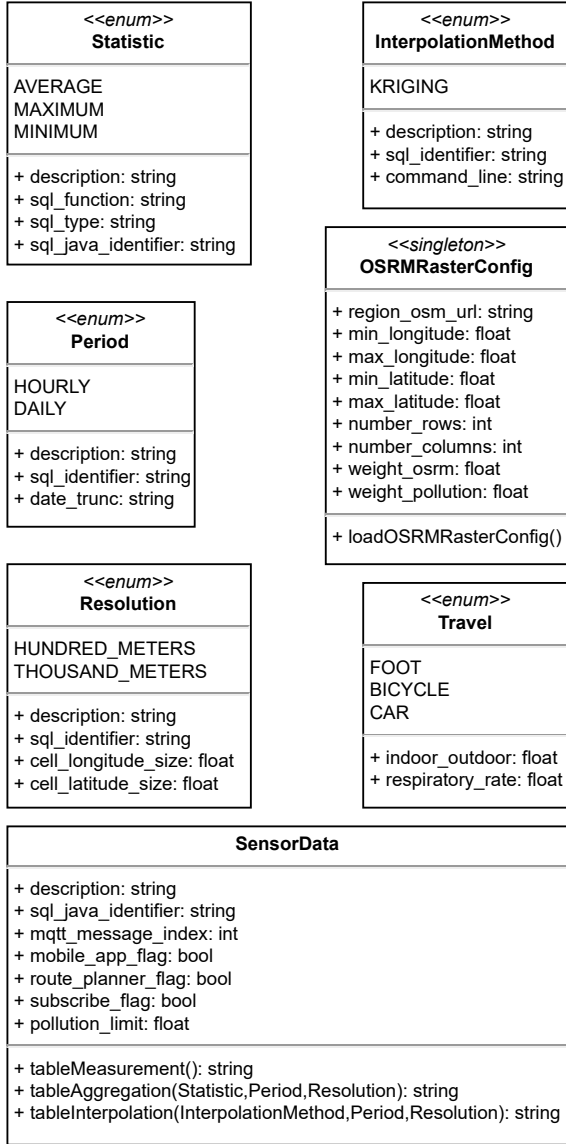 <<enum>>
Statistic
AVERAGE
MAXIMUM
MINIMUM
+ description: string
+ sql_function: string
+ sql_type: string
+ sql_java_identifier: string
<<enum>>
InterpolationMethod
KRIGING
+ description: string
+ sql_identifier: string
+ command_line: string
<<enum>>
Period
HOURLY
DAILY
+ description: string
+ sql_identifier: string
+ date_trunc: string
<<singleton>>
OSRMRasterConfig
+ region_osm_url: string
+ min_longitude: float
+ max_longitude: float
+ min_latitude: float
+ max_latitude: float
+ number_rows: int
+ number_columns: int
+ weight_osrm: float
+ weight_pollution: float
+ loadOSRMRasterConfig()
<<enum>>
Resolution
HUNDRED_METERS
THOUSAND_METERS
+ description: string
+ sql_identifier: string
+ cell_longitude_size: float
+ cell_latitude_size: float
<<enum>>
Travel
FOOT
BICYCLE
CAR
+ indoor_outdoor: float
+ respiratory_rate: float
SensorData
+ description: string
+ sql_java_identifier: string
+ mqtt_message_index: int
+ mobile_app_flag: bool
+ route_planner_flag: bool
+ subscribe_flag: bool
+ pollution_limit: float
+ tableMeasurement(): string
+ tableAggregation(Statistic,Period,Resolution): string
+ tableInterpolation(InterpolationMethod,Period,Resolution): string